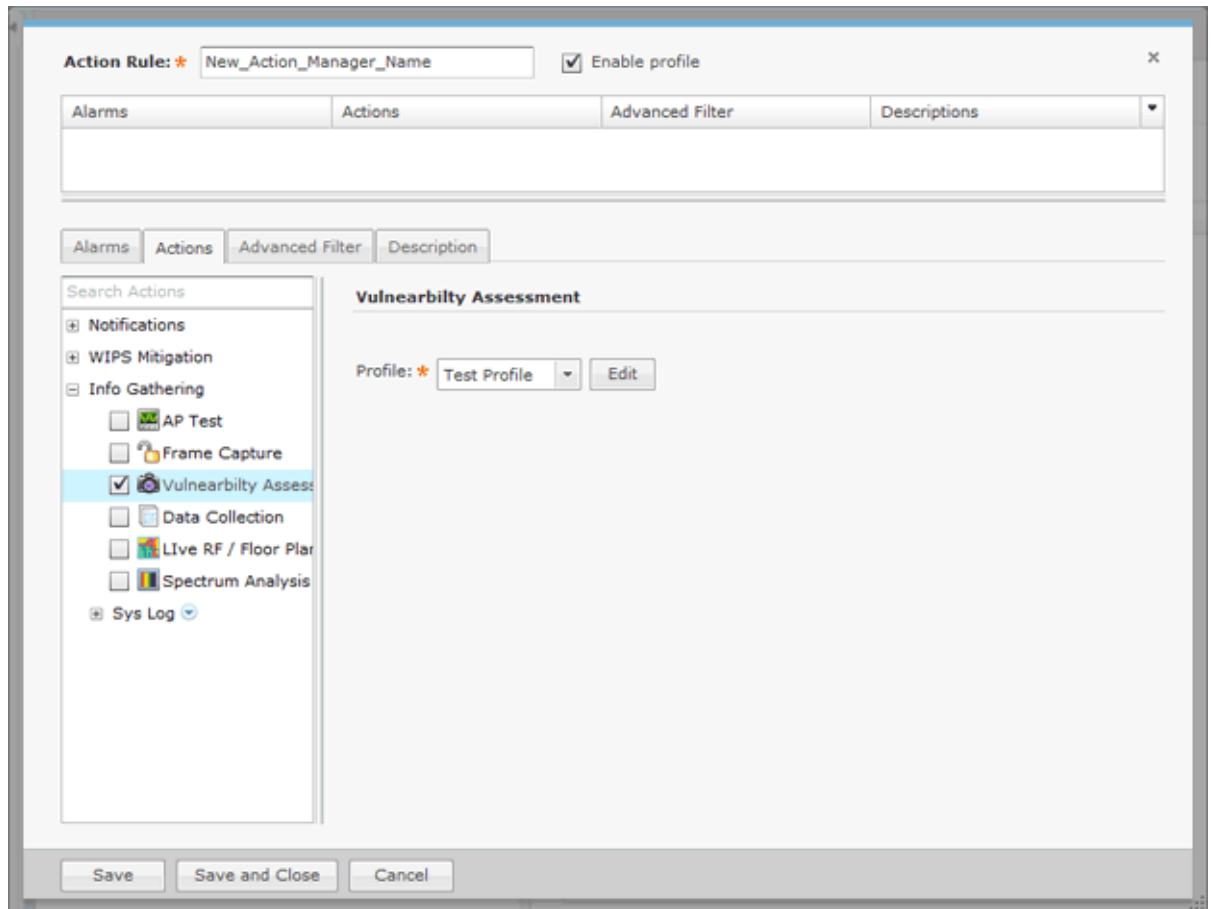 Action Rule: * New_Action_Manager_Name Enable profile
Alarms Actions Advanced Filter Descriptions
Alarms Actions Advanced Filter Description
Search Actions
Notifications
WIPS Mitigation
Info Gathering
AP Test
Frame Capture
Vulnearbilty Assess
Data Collection
LIve RF / Floor Plan
Spectrum Analysis
Sys Log
Vulnearbilty Assessment
Profile: * Test Profile Edit
Save Save and Close Cancel